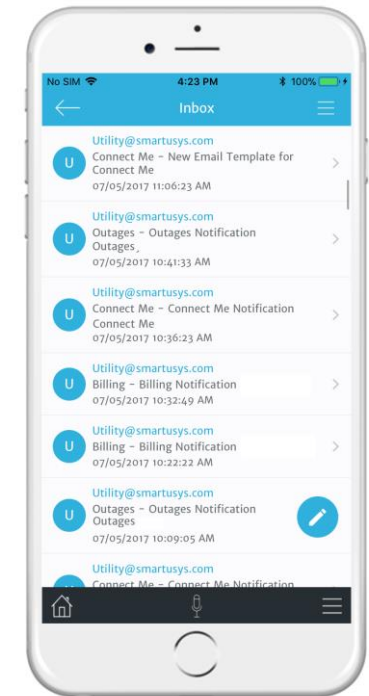 No SIM 4:23 PM 100%
Inbox
Utility@smartusys.com
U
Connect Me - New Email Template for
Connect Me
07/05/2017 11:06:23 AM
Utility@smartusys.com
U
Outages - Outages Notification
Outages,
07/05/2017 10:41:33 AM
Utility@smartusys.com
U
Connect Me - Connect Me Notification
Connect Me
07/05/2017 10:36:23 AM
Utility@smartusys.com
U
Billing - Billing Notification
07/05/2017 10:32:49 AM
Utility@smartusys.com
U
Billing - Billing Notification
07/05/2017 10:22:22 AM
Utility@smartusys.com
U
Outages - Outages Notification
Outages
07/05/2017 10:09:05 AM
Utility@smartusys.com
U
Connect Me - Connect Me Notification